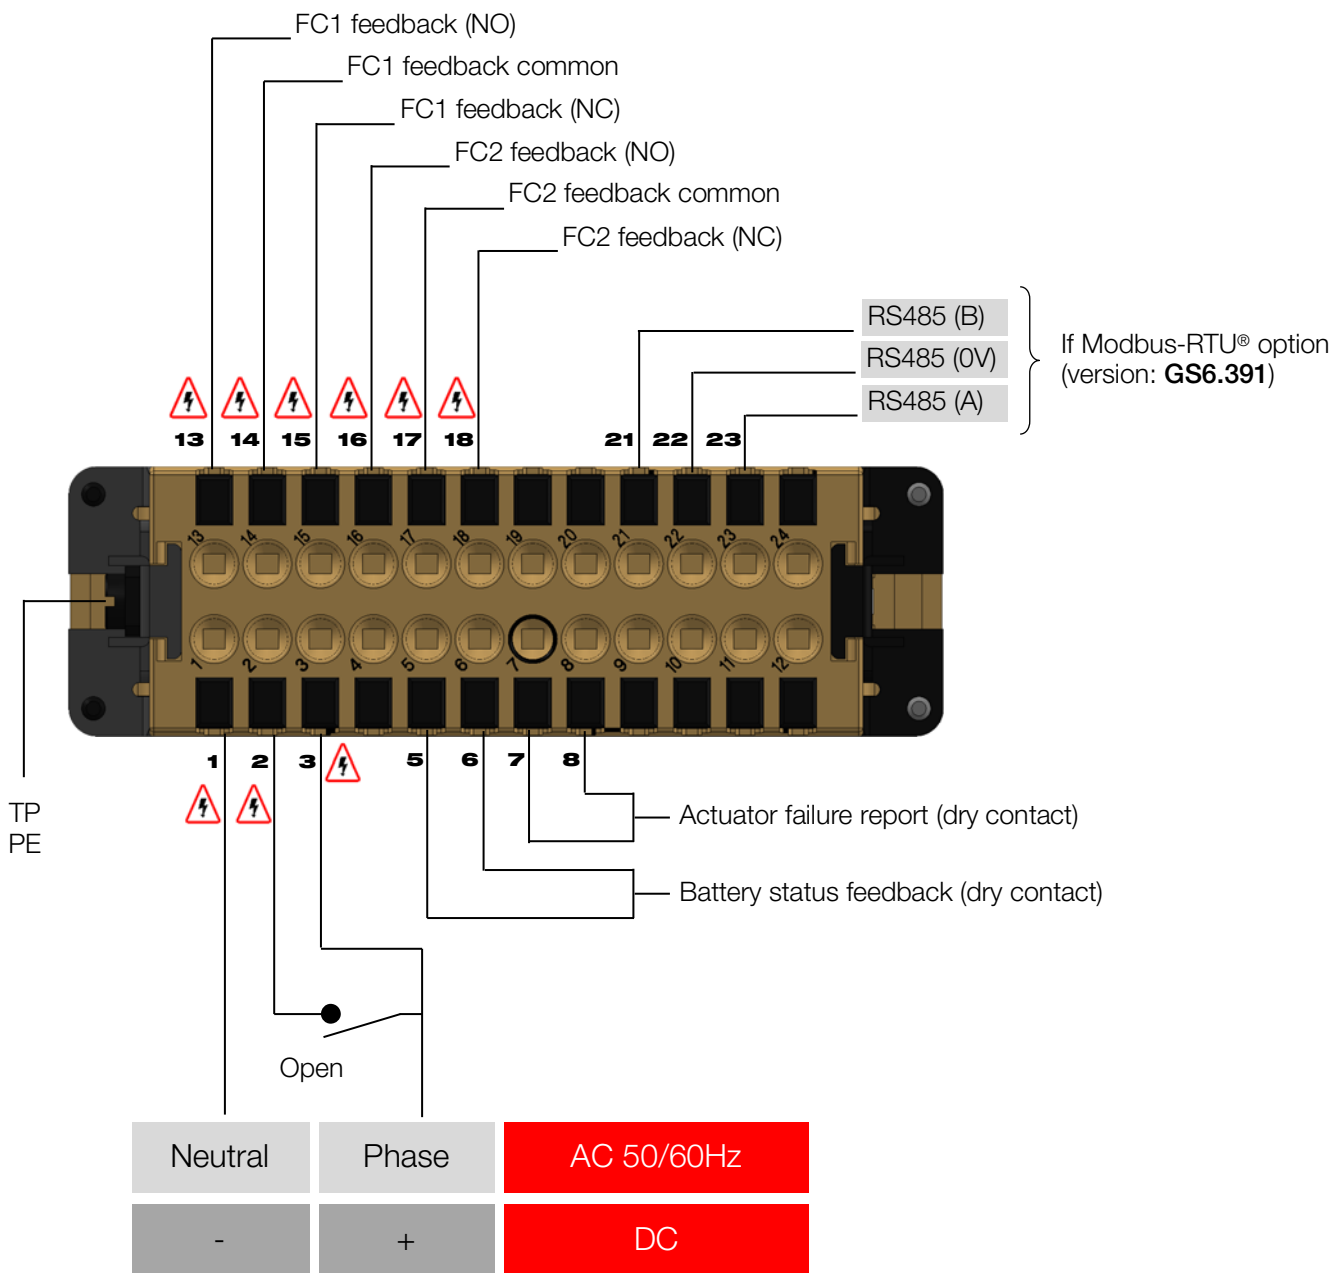 FC1 feedback (NO)
FC1 feedback common
FC1 feedback (NC)
FC2 feedback (NO)
FC2 feedback common
FC2 feedback (NC)
RS485 (B)
RS485 (0V)
RS485 (A)
If Modbus-RTU® option
(version: GS6.391)
13 14 15 16 17 18 21 22 23
13 14 15 16 17 18 19 20 21 22 23 24
1 2 3 4 5 6 7 8 9 10 11 12
1 2 3 5 6 7 8
TP
PE
Actuator failure report (dry contact)
Battery status feedback (dry contact)
Open
Neutral Phase AC 50/60Hz
- + DC